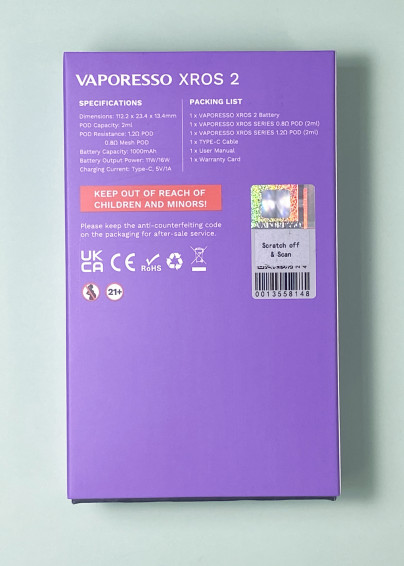 VAPORESSO XROS 2
SPECIFICATIONS
Dimensions: 112.2 x 23.4 x 13.4mm
POD Capacity: 2ml
POD Resistance: 1.2Ω POD
0.8Ω Mesh POD
Battery Capacity: 1000mAh
Battery Output Power: 11W/16W
Charging Current: Type-C, 5V/1A
PACKING LIST
1 x VAPORESSO XROS 2 Battery
1 x VAPORESSO XROS SERIES 0.8Ω POD (2ml)
1 x VAPORESSO XROS SERIES 1.2Ω POD (2ml)
1 x TYPE-C Cable
1 x User Manual
1 x Warranty Card
KEEP OUT OF REACH OF
CHILDREN AND MINORS!
Please keep the anti-counterfeiting code
on the packaging for after-sale service.
UK
CA
CE
RoHS
21+
Scratch off
& Scan
0013558148